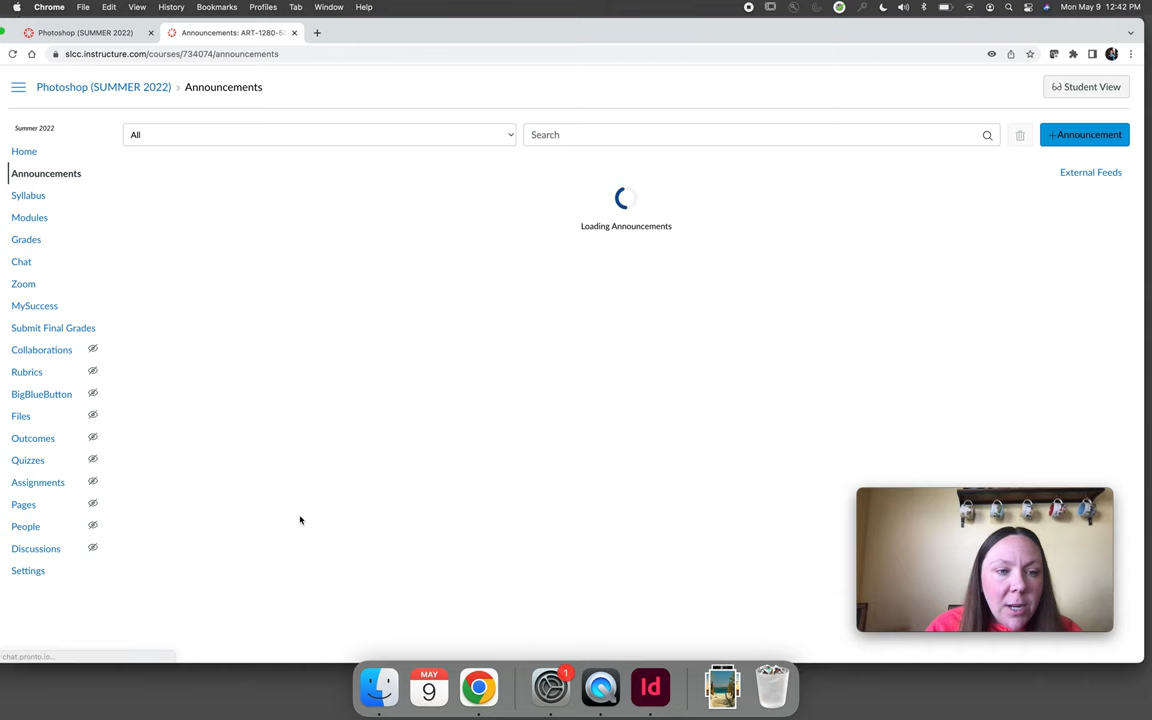 Chrome File Edit View History Bookmarks Profiles Tab Window Help Mon May 9 12:42 PM
Photoshop (SUMMER 2022) Announcements: ART-1280-50
slcc.instructure.com/courses/734074/announcements
Photoshop (SUMMER 2022) › Announcements Student View
Summer 2022
All Search +Announcement
Home
Announcements External Feeds
Syllabus
Loading Announcements
Modules
Grades
Chat
Zoom
MySuccess
Submit Final Grades
Collaborations
Rubrics
BigBlueButton
Files
Outcomes
Quizzes
Assignments
Pages
People
Discussions
Settings
chat.pronto.io...
MAY 1
9 Id